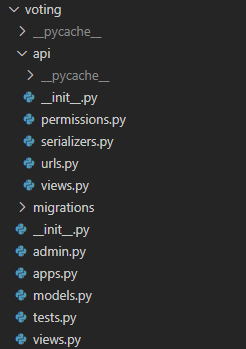 voting
__pycache__
api
__pycache__
__init__.py
permissions.py
serializers.py
urls.py
views.py
migrations
__init__.py
admin.py
apps.py
models.py
tests.py
views.py